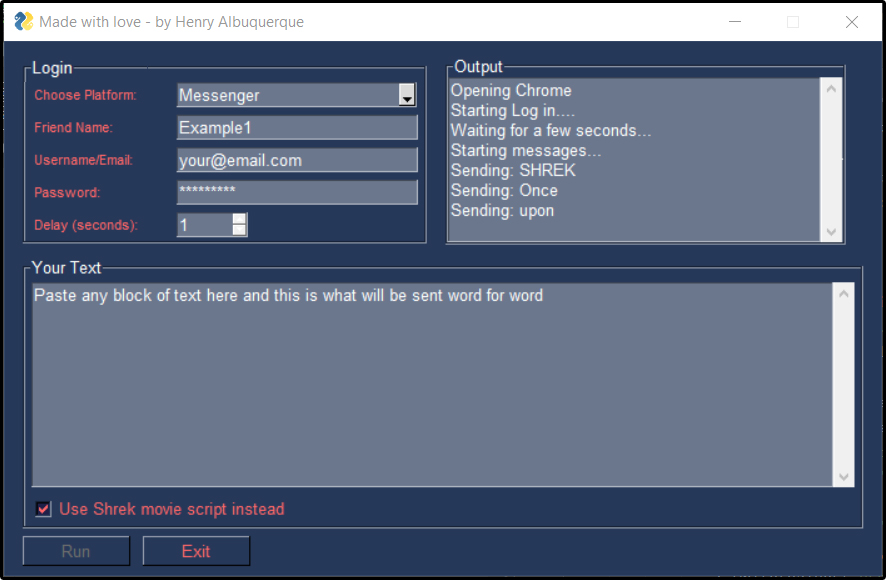 Made with love - by Henry Albuquerque
Login
Choose Platform: Messenger
Friend Name: Example1
Username/Email: your@email.com
Password: *********
Delay (seconds): 1
Output
Opening Chrome
Starting Log in....
Waiting for a few seconds...
Starting messages...
Sending: SHREK
Sending: Once
Sending: upon
Your Text
Paste any block of text here and this is what will be sent word for word
Use Shrek movie script instead
Run
Exit